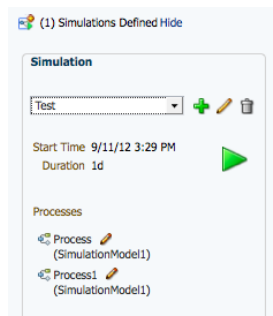 (1) Simulations Defined Hide
Simulation
Test
Start Time 9/11/12 3:29 PM
Duration 1d
Processes
Process
(SimulationModel1)
Process1
(SimulationModel1)